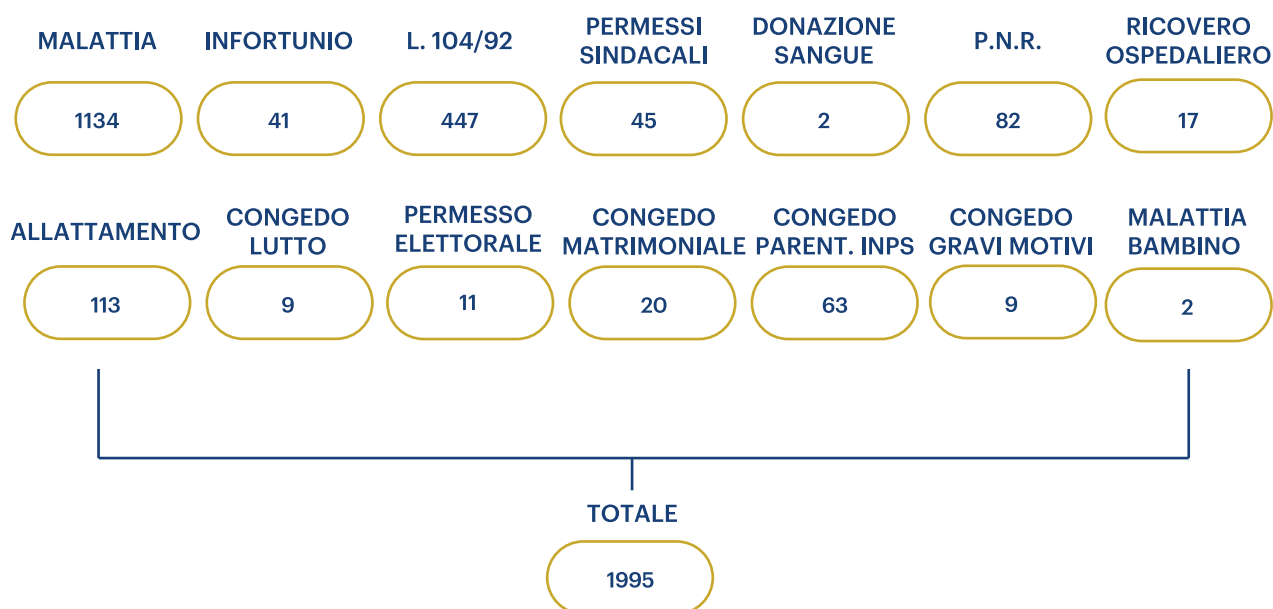 MALATTIA
INFORTUNIO
L. 104/92
PERMESSI
SINDACALI
DONAZIONE
SANGUE
P.N.R.
RICOVERO
OSPEDALIERO
1134
41
447
45
2
82
17
ALLATTAMENTO
CONGEDO
LUTTO
PERMESSO
ELETTORALE
CONGEDO
MATRIMONIALE
CONGEDO
PARENT. INPS
CONGEDO
GRAVI MOTIVI
MALATTIA
BAMBINO
113
9
11
20
63
9
2
TOTALE
1995